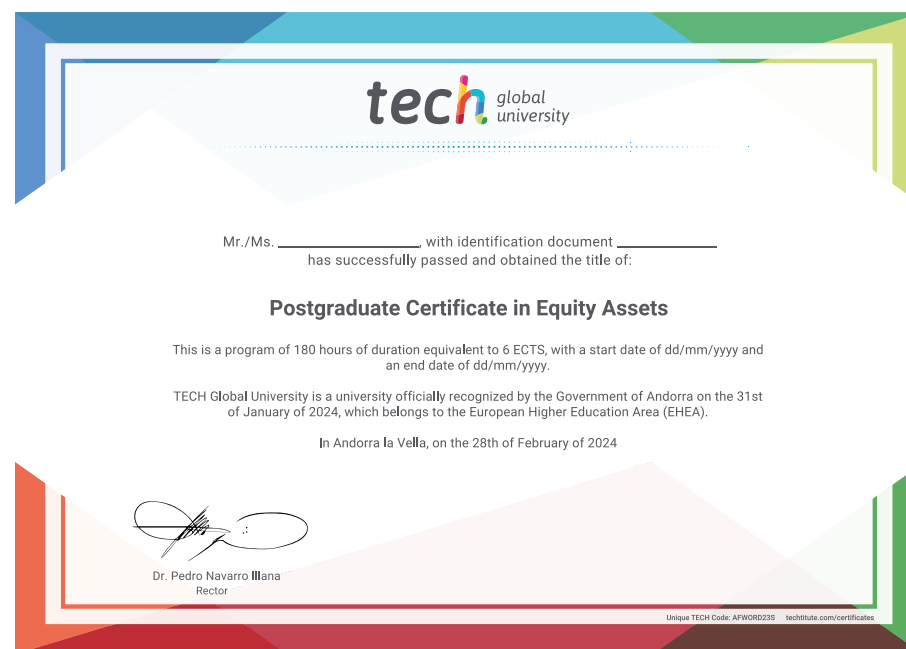 tech global university
Mr./Ms. ____________________, with identification document ______________
has successfully passed and obtained the title of:
Postgraduate Certificate in Equity Assets
This is a program of 180 hours of duration equivalent to 6 ECTS, with a start date of dd/mm/yyyy and
an end date of dd/mm/yyyy.
TECH Global University is a university officially recognized by the Government of Andorra on the 31st
of January of 2024, which belongs to the European Higher Education Area (EHEA).
In Andorra la Vella, on the 28th of February of 2024
Dr. Pedro Navarro Illana
Rector
Unique TECH Code: AFWORD23S techtitute.com/certificates